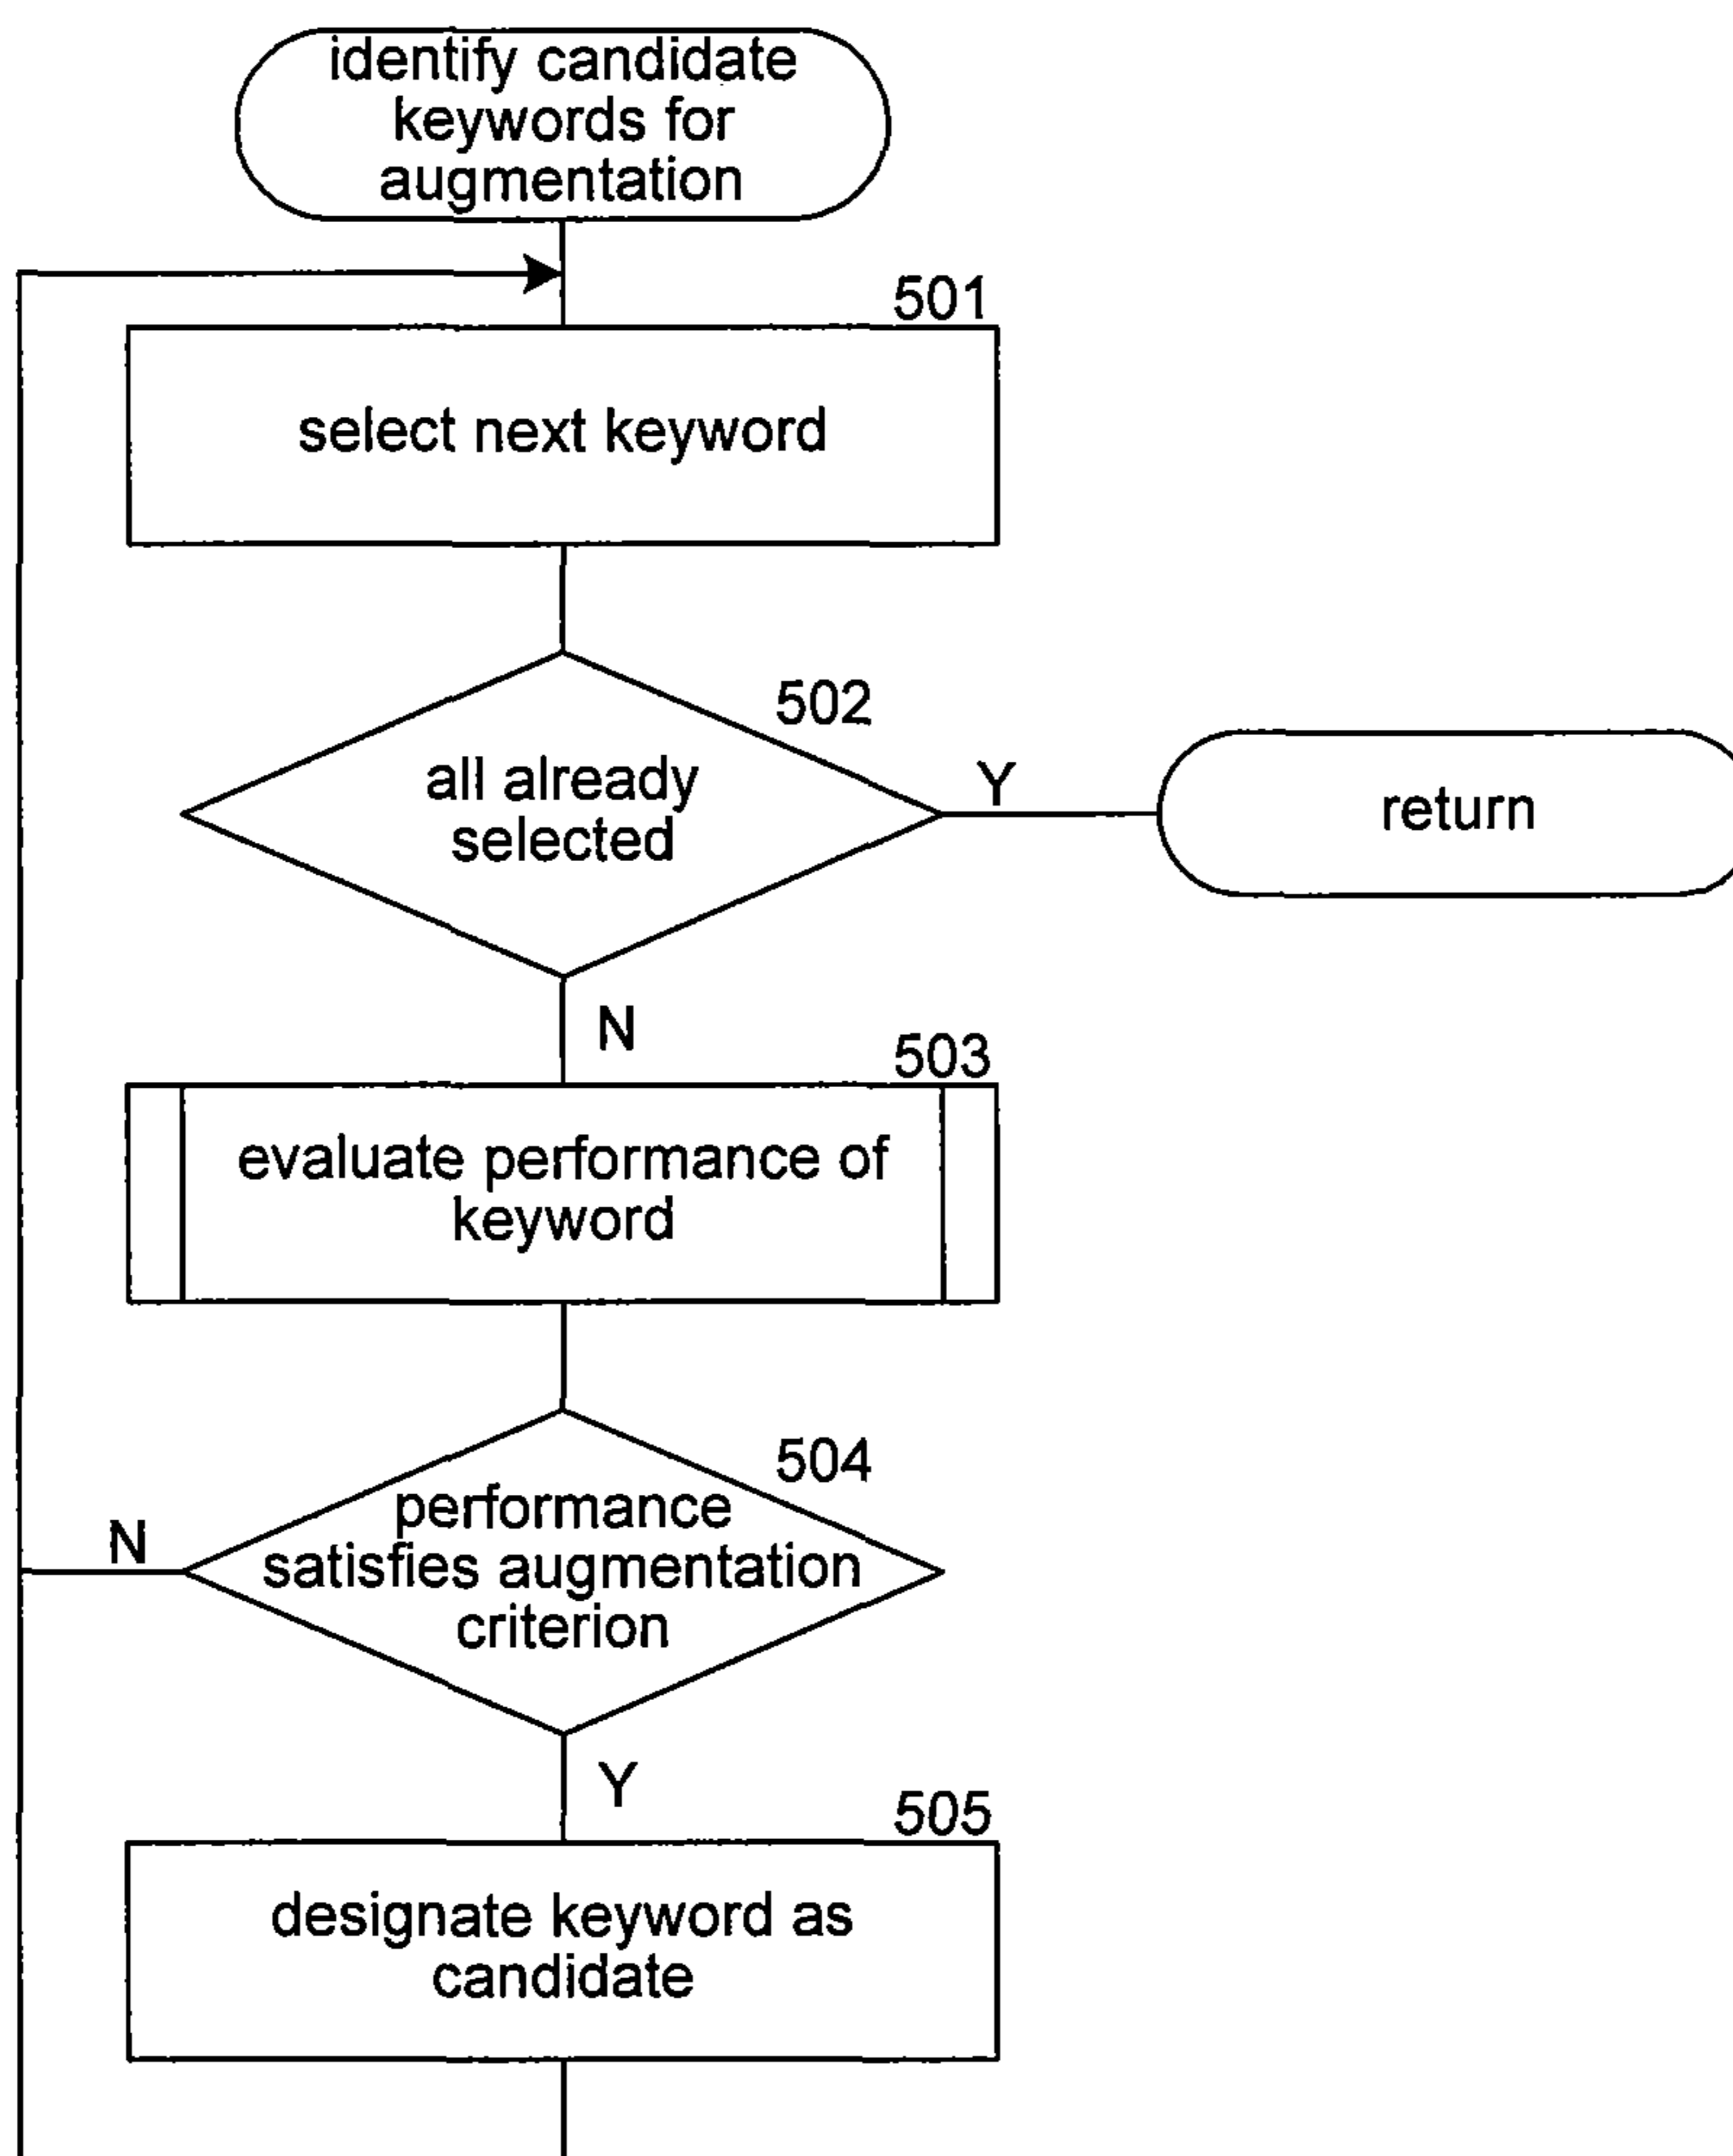 identify candidate
keywords for
augmentation
501
select next keyword
502
all already
selected
Y
return
N
503
evaluate performance of
keyword
504
performance
satisfies augmentation
criterion
N
Y
505
designate keyword as
candidate